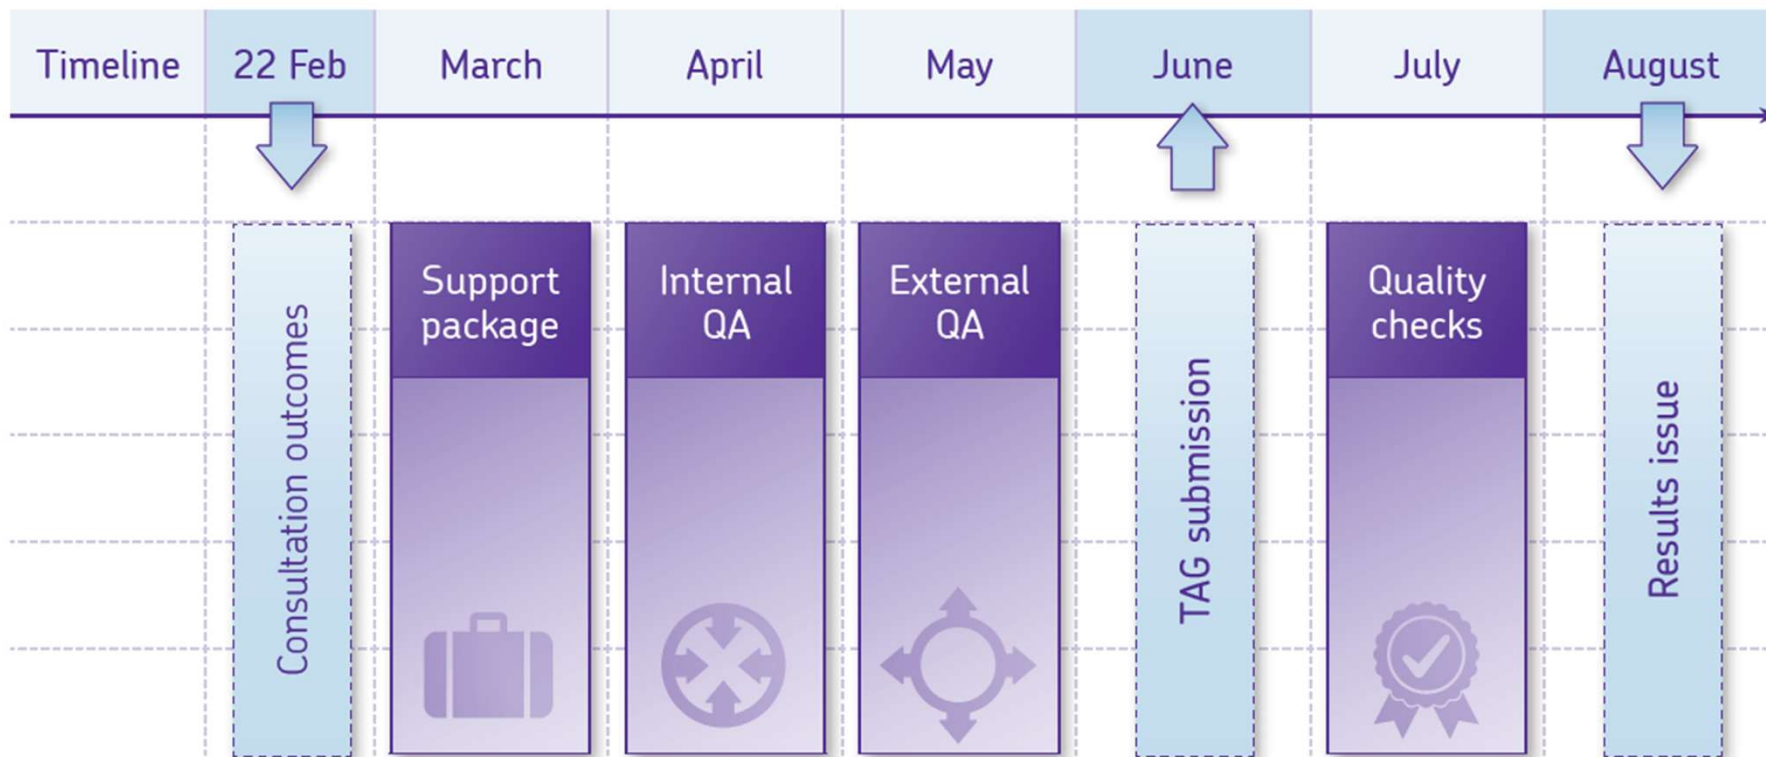 Timeline
22 Feb
March
April
May
June
July
August
Consultation outcomes
Support
package
Internal
QA
External
QA
TAG submission
Quality
checks
Results issue